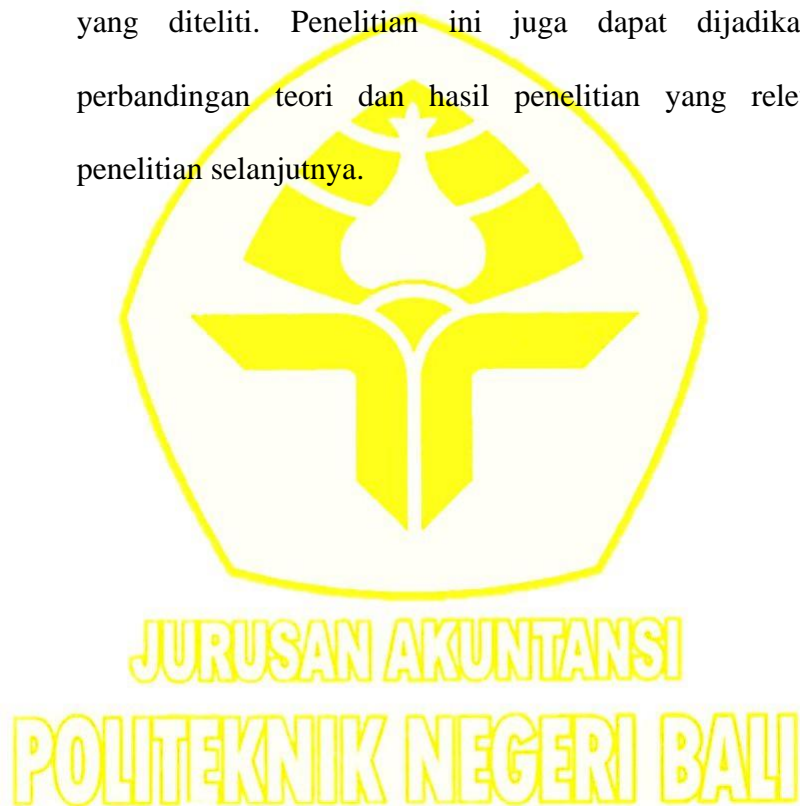 yang diteliti. Penelitian ini juga dapat dijadika
perbandingan teori dan hasil penelitian yang rele
penelitian selanjutnya.
JURUSAN AKUNTANSI
POLITEKNIK NEGERI BALI